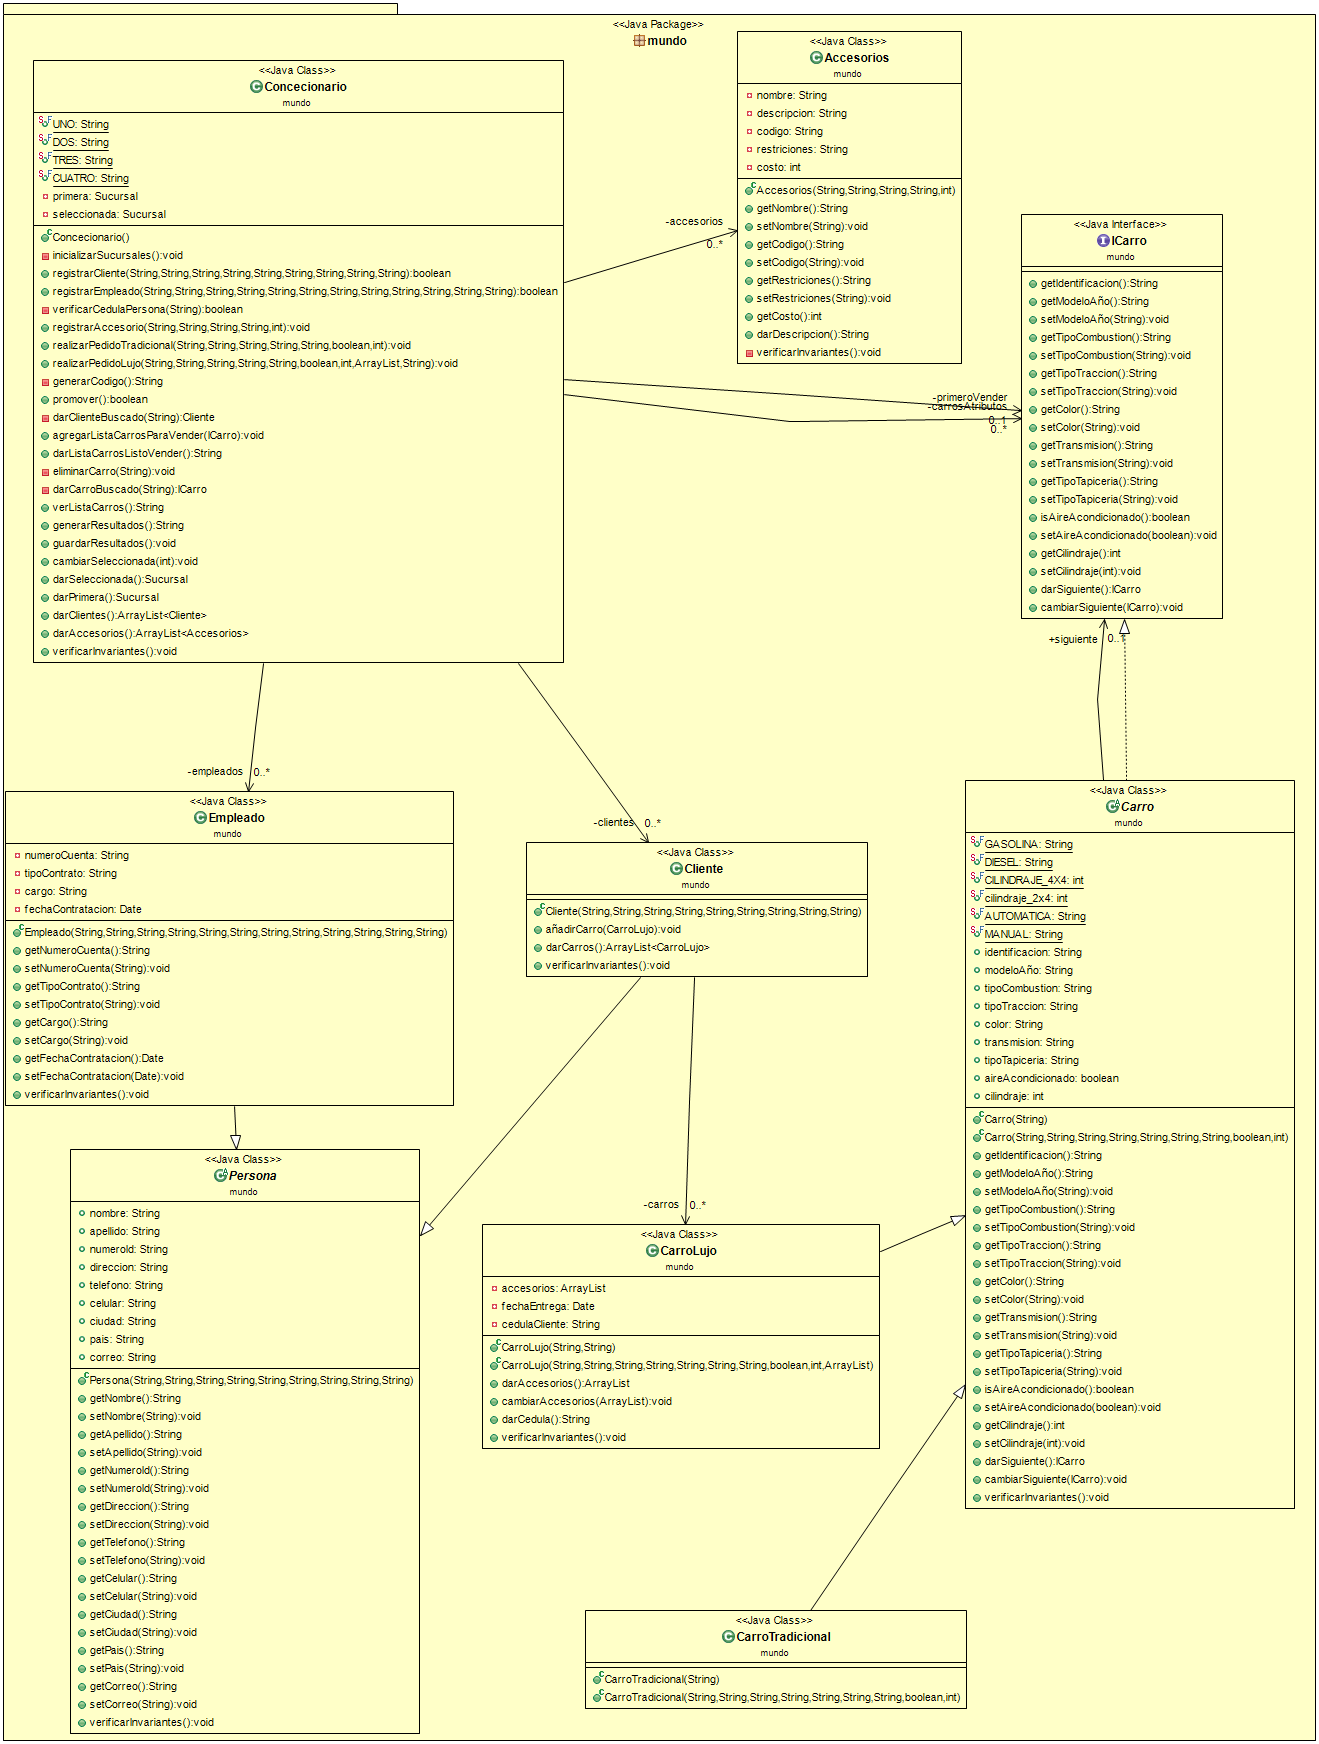 <<Java Package>>
mundo
<<Java Class>>
Concecionario
mundo
UNO: String
DOS: String
TRES: String
CUATRO: String
primera: Sucursal
seleccionada: Sucursal
Concecionario()
inicializarSucursales():void
registrarCliente(String,String,String,String,String,String,String,String,String):boolean
registrarEmpleado(String,String,String,String,String,String,String,String,String,String,String,String):boolean
verificarCedulaPersona(String):boolean
registrarAccesorio(String,String,String,String,int):void
realizarPedidoTradicional(String,String,String,String,String,boolean,int):void
realizarPedidoLujo(String,String,String,String,String,boolean,int,ArrayList,String):void
generarCodigo():String
promover():boolean
darClienteBuscado(String):Cliente
agregarListaCarrosParaVender(ICarro):void
darListaCarrosListoVender():String
eliminarCarro(String):void
darCarroBuscado(String):ICarro
verListaCarros():String
generarResultados():String
guardarResultados():void
cambiarSeleccionada(int):void
darSeleccionada():Sucursal
darPrimera():Sucursal
darClientes():ArrayList<Cliente>
darAccesorios():ArrayList<Accesorios>
verificarInvariantes():void
-accesorios
0..*
<<Java Class>>
Accesorios
mundo
nombre: String
descripcion: String
codigo: String
restriciones: String
costo: int
Accesorios(String,String,String,String,int)
getNombre():String
setNombre(String):void
getCodigo():String
setCodigo(String):void
getRestriciones():String
setRestriciones(String):void
getCosto():int
darDescripcion():String
verificarInvariantes():void
-primeroVender
-carrosAtributos
0..1
0..*
<<Java Interface>>
ICarro
mundo
getIdentificacion():String
getModeloAño():String
setModeloAño(String):void
getTipoCombustion():String
setTipoCombustion(String):void
getTipoTraccion():String
setTipoTraccion(String):void
getColor():String
setColor(String):void
getTransmision():String
setTransmision(String):void
getTipoTapiceria():String
setTipoTapiceria(String):void
isAireAcondicionado():boolean
setAireAcondicionado(boolean):void
getCilindraje():int
setCilindraje(int):void
darSiguiente():ICarro
cambiarSiguiente(ICarro):void
+siguiente
0..1
-empleados
0..*
<<Java Class>>
Empleado
mundo
numeroCuenta: String
tipoContrato: String
cargo: String
fechaContratacion: Date
Empleado(String,String,String,String,String,String,String,String,String,String,String,String)
getNumeroCuenta():String
setNumeroCuenta(String):void
getTipoContrato():String
setTipoContrato(String):void
getCargo():String
setCargo(String):void
getFechaContratacion():Date
setFechaContratacion(Date):void
verificarInvariantes():void
-clientes
0..*
<<Java Class>>
Cliente
mundo
Cliente(String,String,String,String,String,String,String,String,String)
añadirCarro(CarroLujo):void
darCarros():ArrayList<CarroLujo>
verificarInvariantes():void
<<Java Class>>
Carro
mundo
GASOLINA: String
DIESEL: String
CILINDRAJE_4X4: int
cilindraje_2x4: int
AUTOMATICA: String
MANUAL: String
identificacion: String
modeloAño: String
tipoCombustion: String
tipoTraccion: String
color: String
transmision: String
tipoTapiceria: String
aireAcondicionado: boolean
cilindraje: int
Carro(String)
Carro(String,String,String,String,String,String,String,boolean,int)
getIdentificacion():String
getModeloAño():String
setModeloAño(String):void
getTipoCombustion():String
setTipoCombustion(String):void
getTipoTraccion():String
setTipoTraccion(String):void
getColor():String
setColor(String):void
getTransmision():String
setTransmision(String):void
getTipoTapiceria():String
setTipoTapiceria(String):void
isAireAcondicionado():boolean
setAireAcondicionado(boolean):void
getCilindraje():int
setCilindraje(int):void
darSiguiente():ICarro
cambiarSiguiente(ICarro):void
verificarInvariantes():void
<<Java Class>>
Persona
mundo
nombre: String
apellido: String
numeroId: String
direccion: String
telefono: String
celular: String
ciudad: String
pais: String
correo: String
Persona(String,String,String,String,String,String,String,String,String)
getNombre():String
setNombre(String):void
getApellido():String
setApellido(String):void
getNumeroId():String
setNumeroId(String):void
getDireccion():String
setDireccion(String):void
getTelefono():String
setTelefono(String):void
getCelular():String
setCelular(String):void
getCiudad():String
setCiudad(String):void
getPais():String
setPais(String):void
getCorreo():String
setCorreo(String):void
verificarInvariantes():void
-carros
0..*
<<Java Class>>
CarroLujo
mundo
accesorios: ArrayList
fechaEntrega: Date
cedulaCliente: String
CarroLujo(String,String)
CarroLujo(String,String,String,String,String,String,String,boolean,int,ArrayList)
darAccesorios():ArrayList
cambiarAccesorios(ArrayList):void
darCedula():String
verificarInvariantes():void
<<Java Class>>
CarroTradicional
mundo
CarroTradicional(String)
CarroTradicional(String,String,String,String,String,String,String,boolean,int)